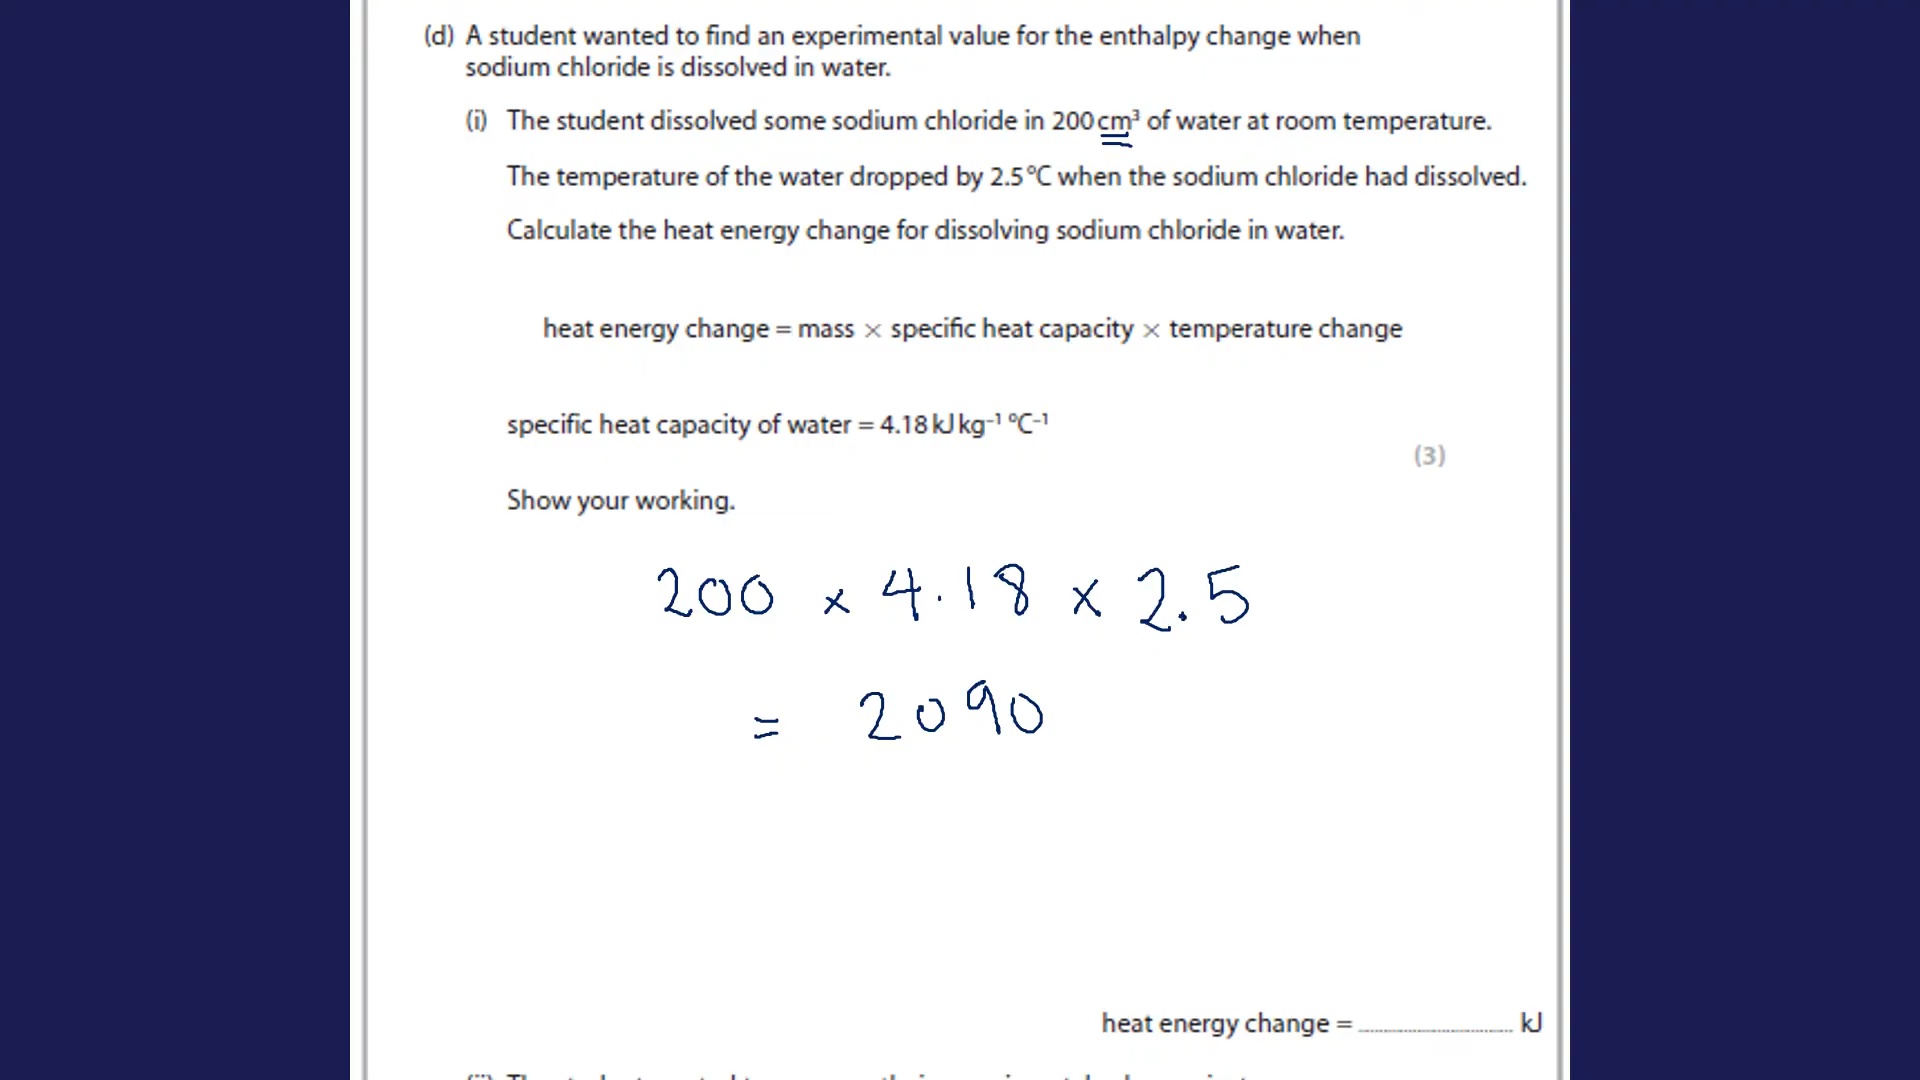 (d) A student wanted to find an experimental value for the enthalpy change when
sodium chloride is dissolved in water.
(i) The student dissolved some sodium chloride in 200 cm³ of water at room temperature.
The temperature of the water dropped by 2.5 °C when the sodium chloride had dissolved.
Calculate the heat energy change for dissolving sodium chloride in water.
heat energy change = mass × specific heat capacity × temperature change
specific heat capacity of water = 4.18 kJ kg⁻¹ °C⁻¹
(3)
Show your working.
200 × 4.18 × 2.5
= 2090
heat energy change = ........................ kJ